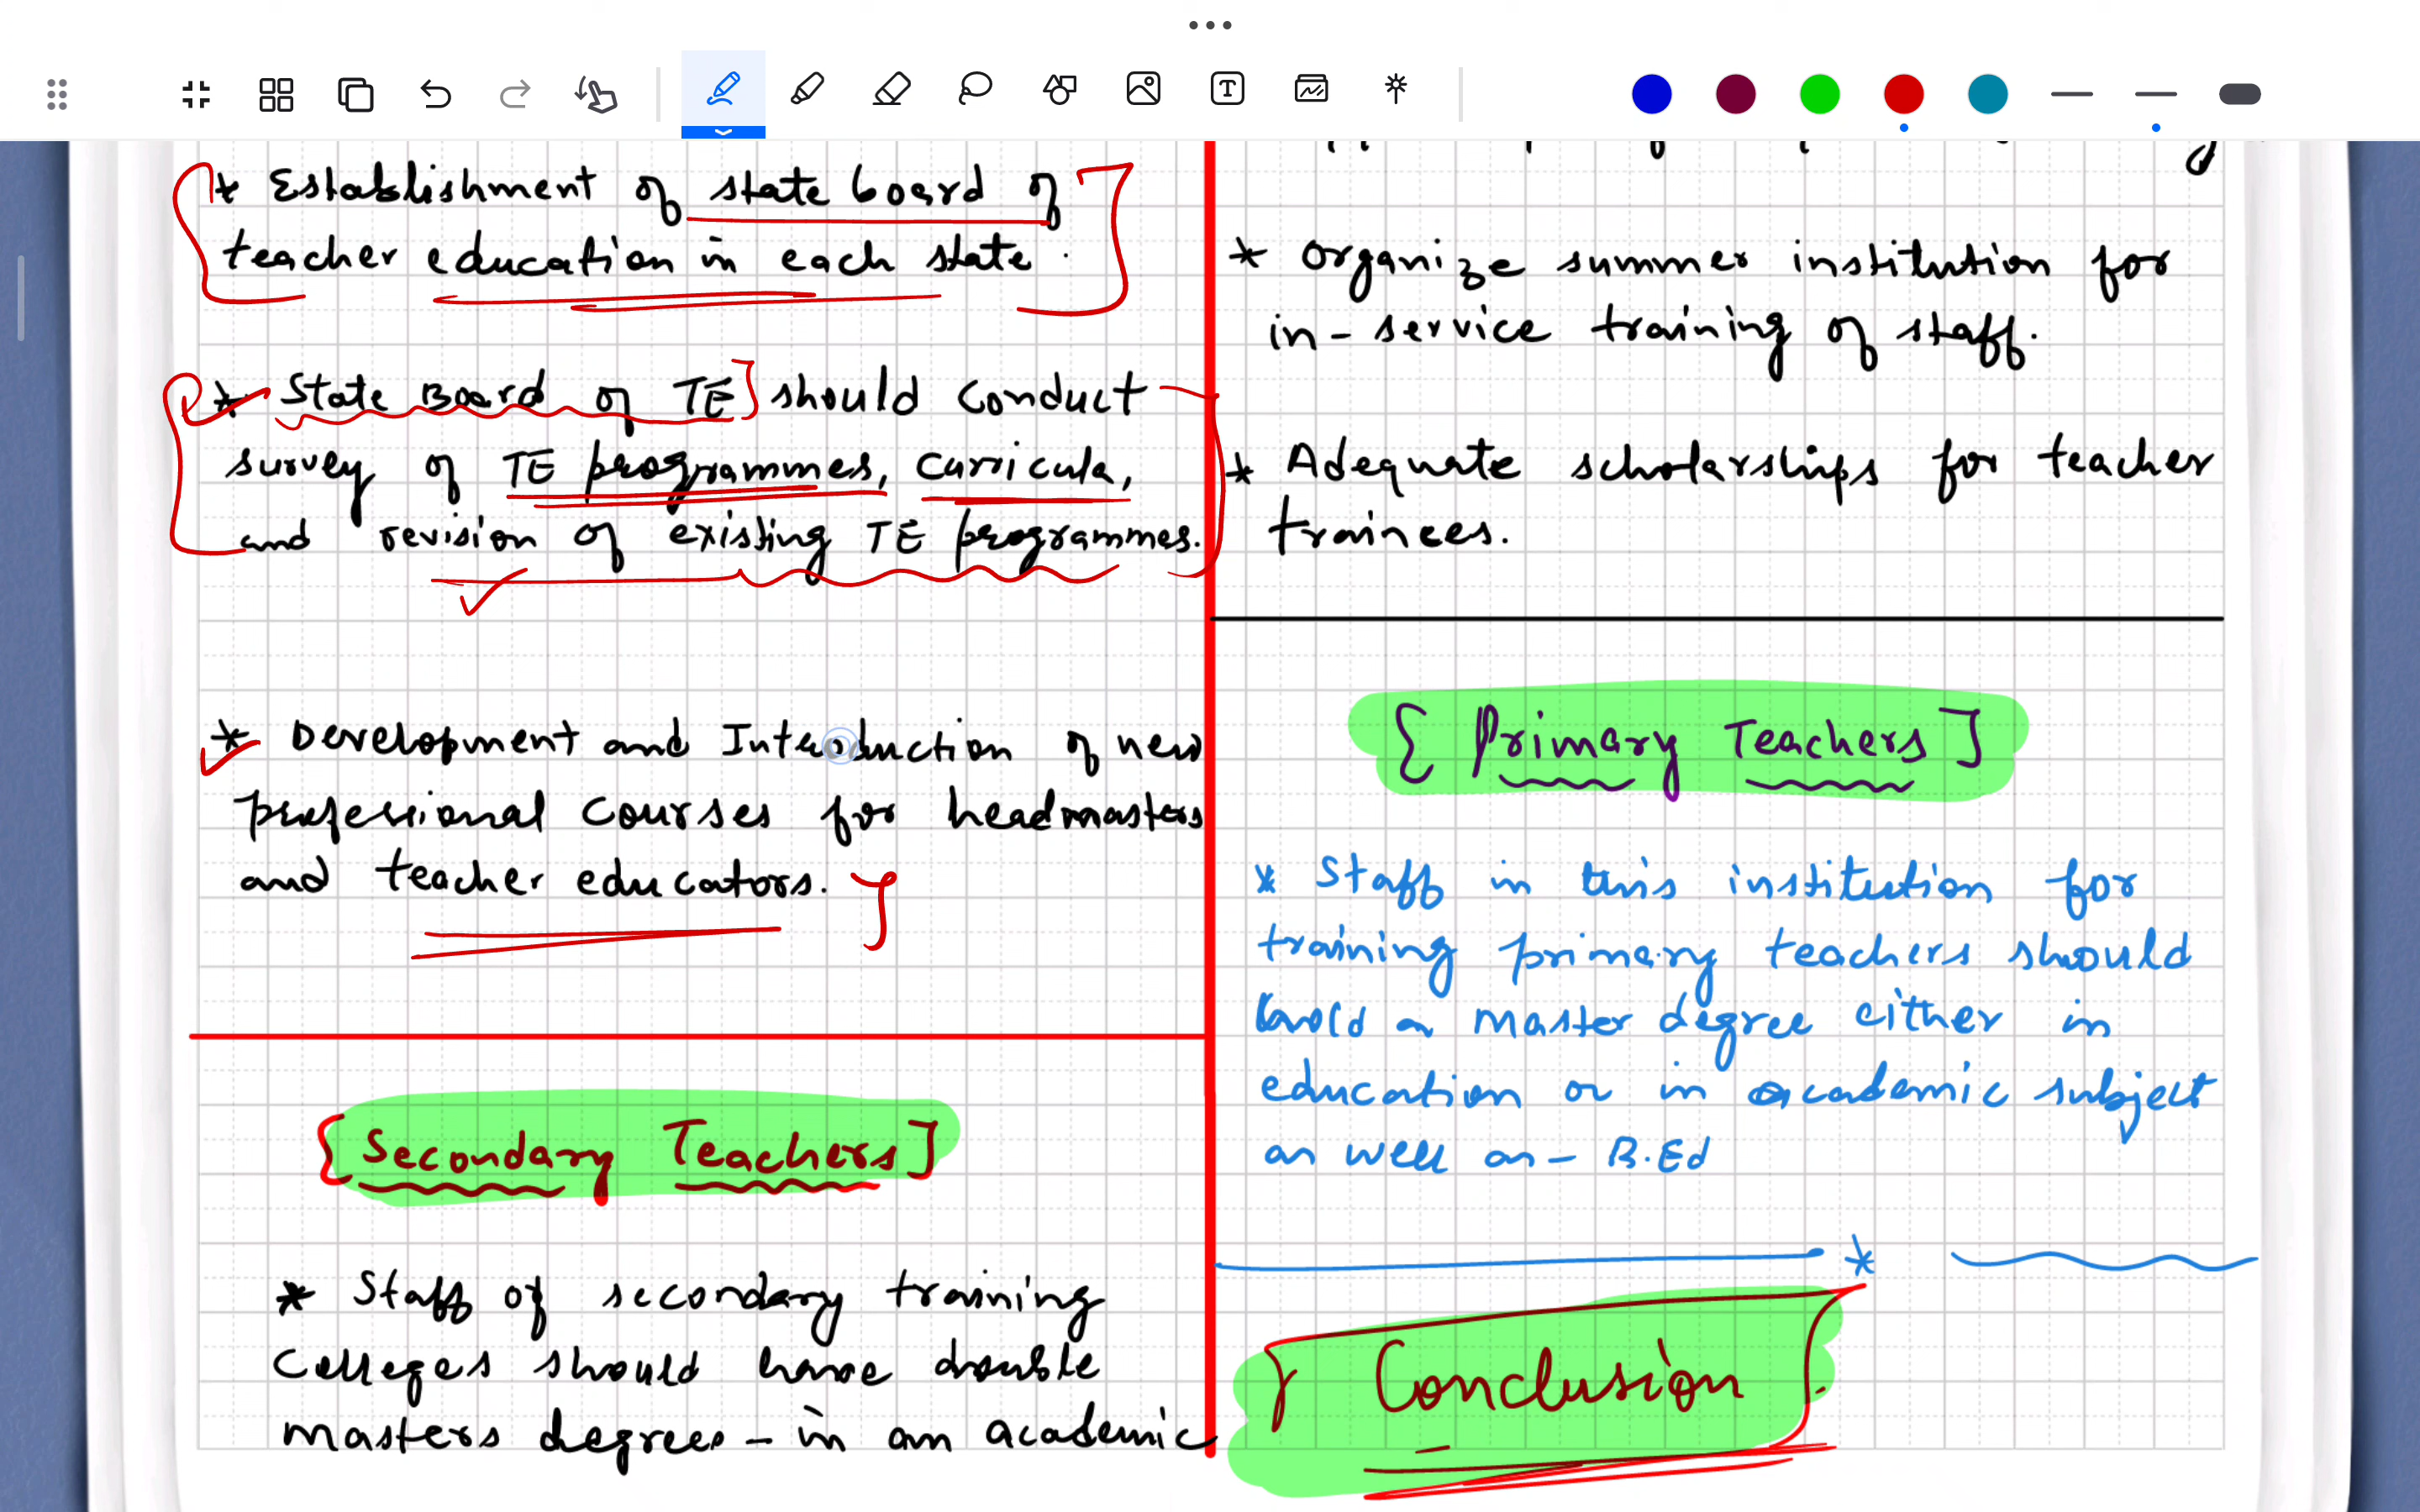 * Establishment of state board of
teacher education in each state.
* State Board of TE] should conduct
survey of TE programmes, curricula,
and revision of existing TE programmes.
* Development and Introduction of new
professional courses for headmasters
and teacher educators.
{Secondary Teachers]
* Staff of secondary training
Colleges should have double
masters degrees - in an academic
* Organize summer institution for
in-service training of staff.
* Adequate scholarships for teacher
trainees.
{Primary Teachers]
* Staff in this institution for
training primary teachers should
hold a master degree either in
education or in academic subject
as well as - B.Ed
*
Conclusion